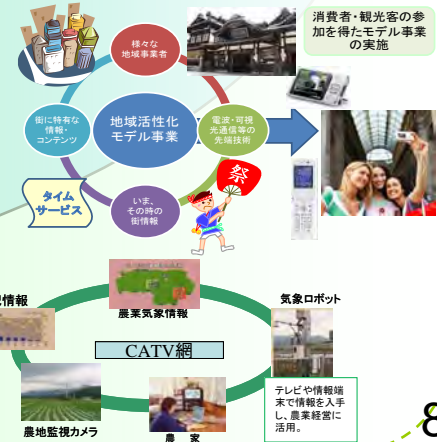 消費者・観光客の参
加を得たモデル事業
の実施
様々な
地域事業者
街に特有な
情報・
コンテンツ
地域活性化
モデル事業
電波・可視
光通信等の
先端技術
いま、
その時の
街情報
タイム
サービス
祭
情報
農業気象情報
気象ロボット
CATV網
テレビや情報端
末で情報を入手
し、農業経営に
活用。
農地監視カメラ
農 家
8